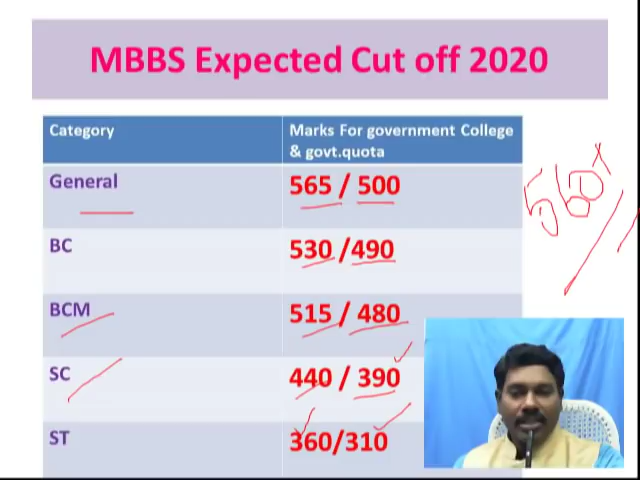 MBBS Expected Cut off 2020
Category
Marks For government College
& govt.quota
General
565 / 500
BC
530 /490
BCM
515 / 480
SC
440 / 390
ST
360/310